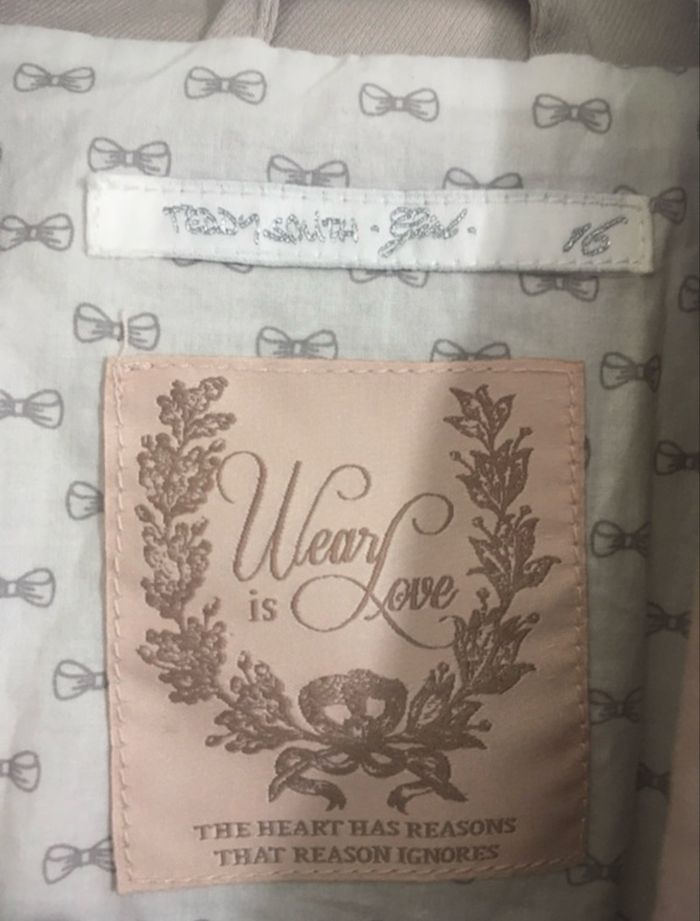 TEDDY SMITH - Girl - 16
Wear
is Love
THE HEART HAS REASONS
THAT REASON IGNORES